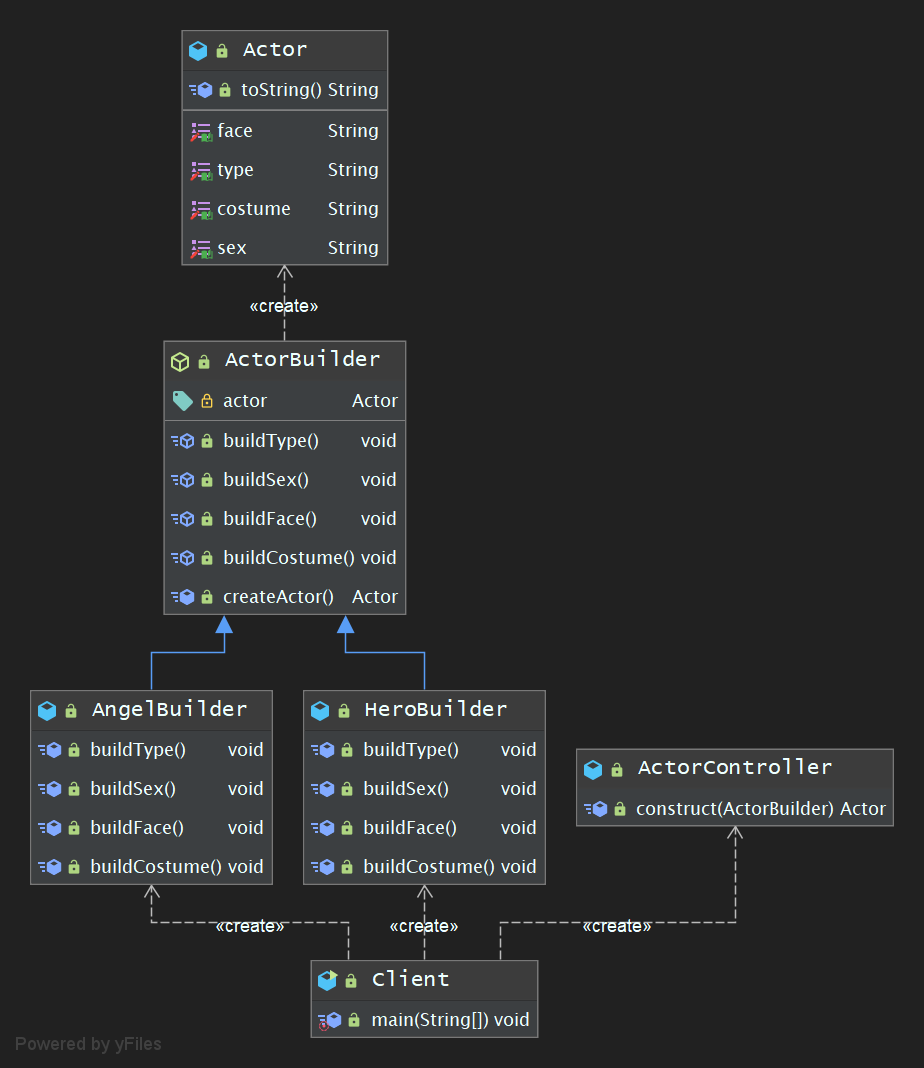 Actor
toString() String
face String
type String
costume String
sex String
«create»
ActorBuilder
actor Actor
buildType() void
buildSex() void
buildFace() void
buildCostume() void
createActor() Actor
AngelBuilder
buildType() void
buildSex() void
buildFace() void
buildCostume() void
HeroBuilder
buildType() void
buildSex() void
buildFace() void
buildCostume() void
ActorController
construct(ActorBuilder) Actor
«create»
«create»
«create»
Client
main(String[]) void
Powered by yFiles